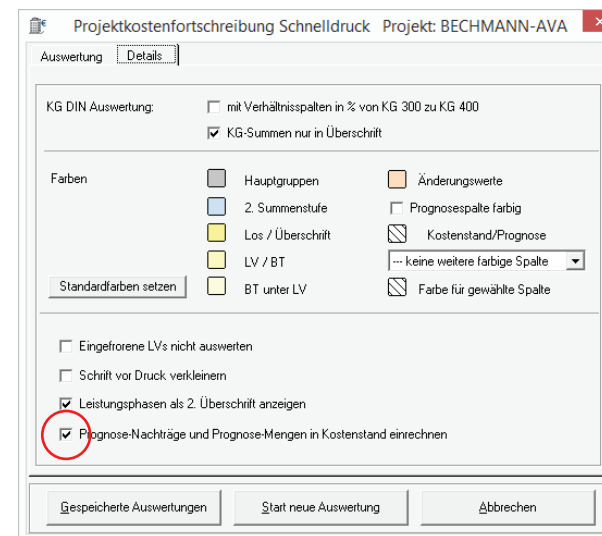 Projektkostenfortschreibung Schnelldruck Projekt: BECHMANN-AVA
Auswertung Details
KG DIN Auswertung: mit Verhältnisspalten in % von KG 300 zu KG 400
KG-Summen nur in Überschrift
Farben Hauptgruppen Änderungswerte
2. Summenstufe Prognosespalte farbig
Los / Überschrift Kostenstand/Prognose
LV / BT --- keine weitere farbige Spalte
Standardfarben setzen BT unter LV Farbe für gewählte Spalte
Eingefrorene LVs nicht auswerten
Schrift vor Druck verkleinern
Leistungsphasen als 2. Überschrift anzeigen
Prognose-Nachträge und Prognose-Mengen in Kostenstand einrechnen
Gespeicherte Auswertungen Start neue Auswertung Abbrechen